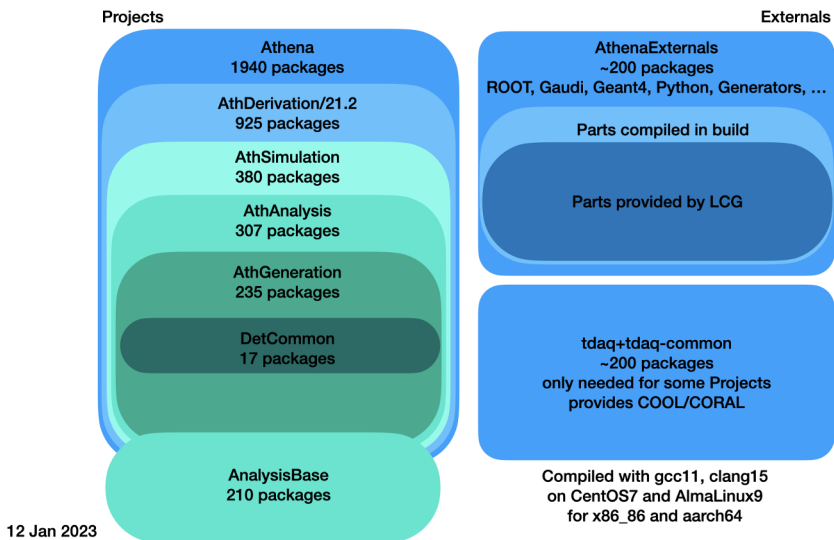 Projects
Athena
1940 packages
AthDerivation/21.2
925 packages
AthSimulation
380 packages
AthAnalysis
307 packages
AthGeneration
235 packages
DetCommon
17 packages
AnalysisBase
210 packages
12 Jan 2023
Externals
AthenaExternals
~200 packages
ROOT, Gaudi, Geant4, Python, Generators, …
Parts compiled in build
Parts provided by LCG
tdaq+tdaq-common
~200 packages
only needed for some Projects
provides COOL/CORAL
Compiled with gcc11, clang15
on CentOS7 and AlmaLinux9
for x86_86 and aarch64